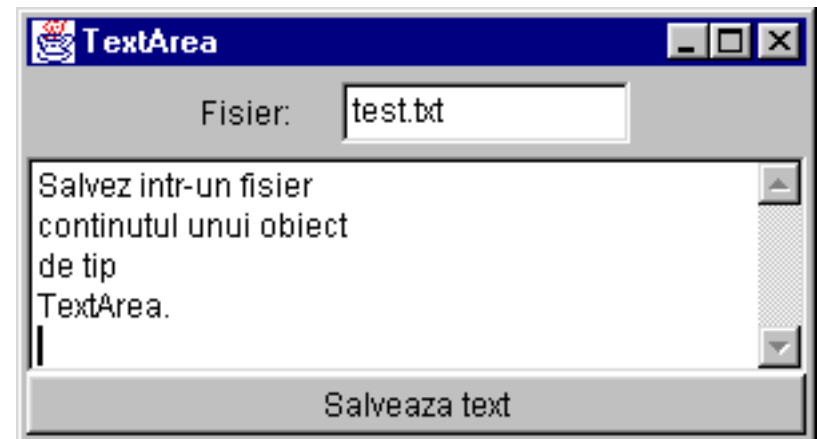 TextArea
Fisier: test.txt
Salvez intr-un fisier
continutul unui obiect
de tip
TextArea.
Salveaza text